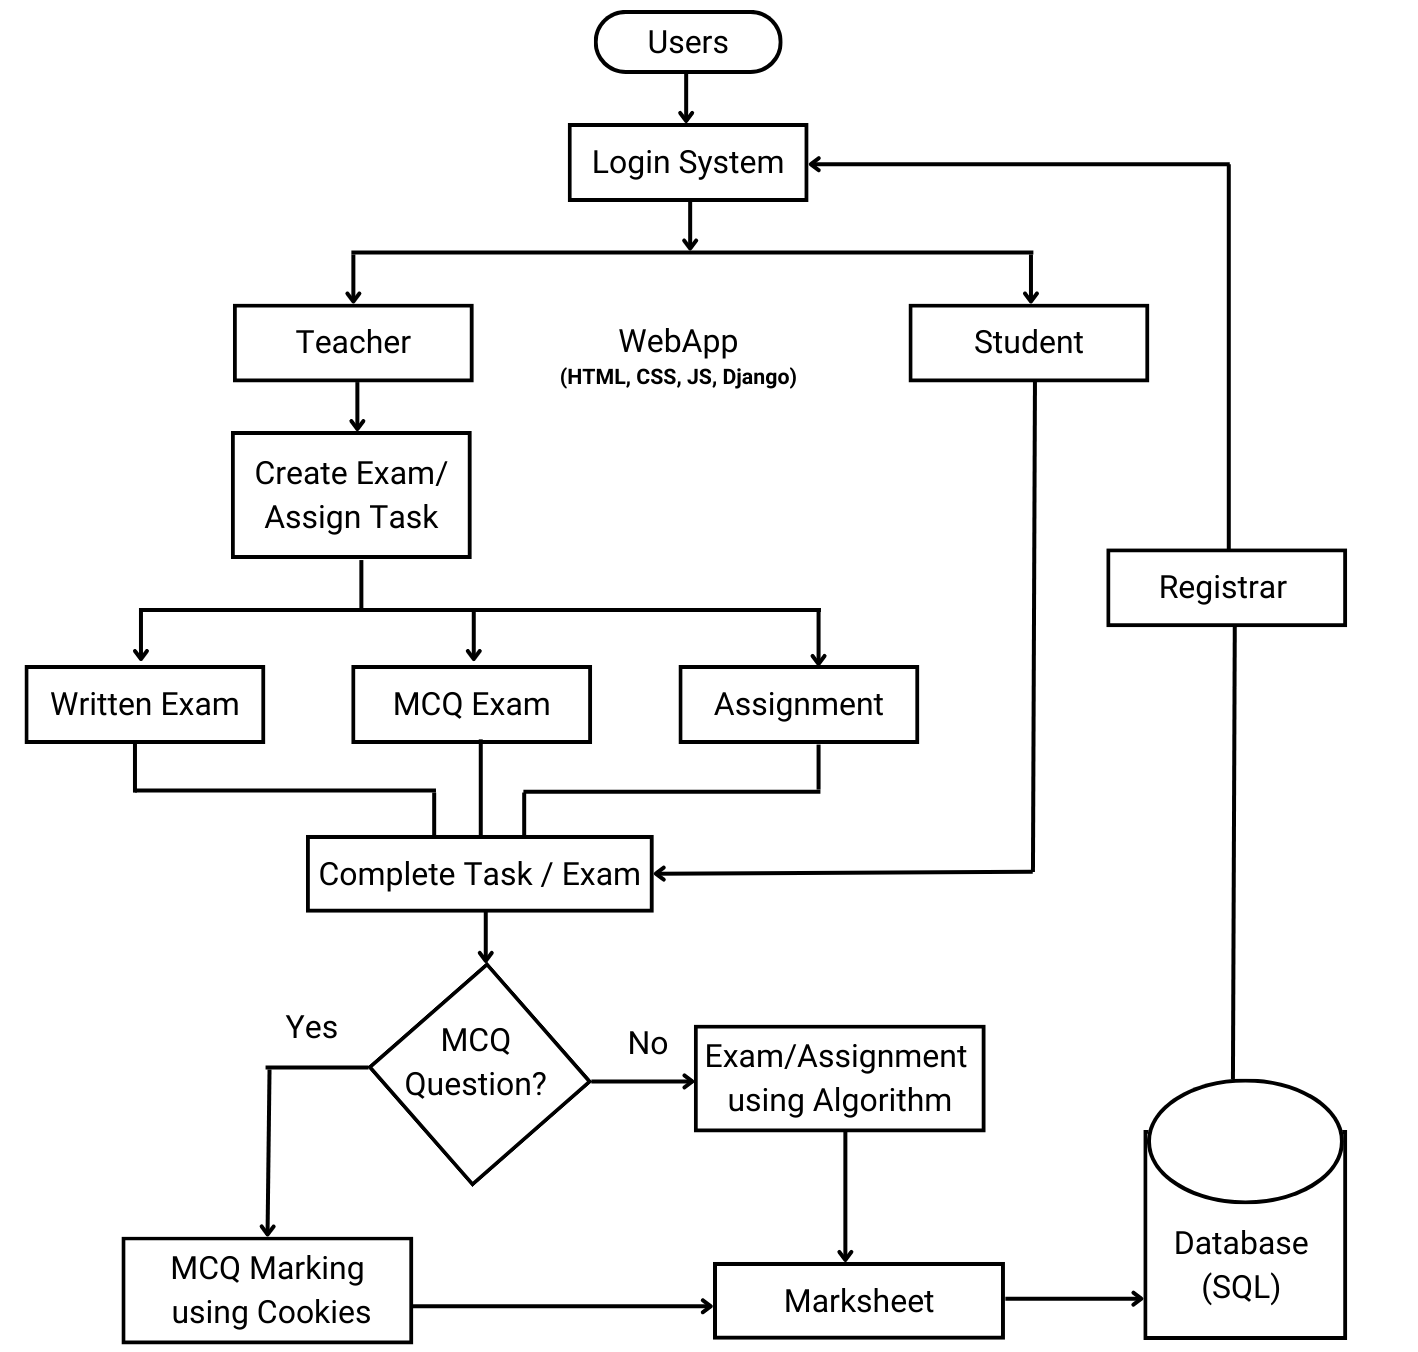 Users
Login System
Teacher
WebApp
(HTML, CSS, JS, Django)
Student
Create Exam/
Assign Task
Registrar
Written Exam
MCQ Exam
Assignment
Complete Task / Exam
Yes
MCQ
Question?
No
Exam/Assignment
using Algorithm
MCQ Marking
using Cookies
Marksheet
Database
(SQL)